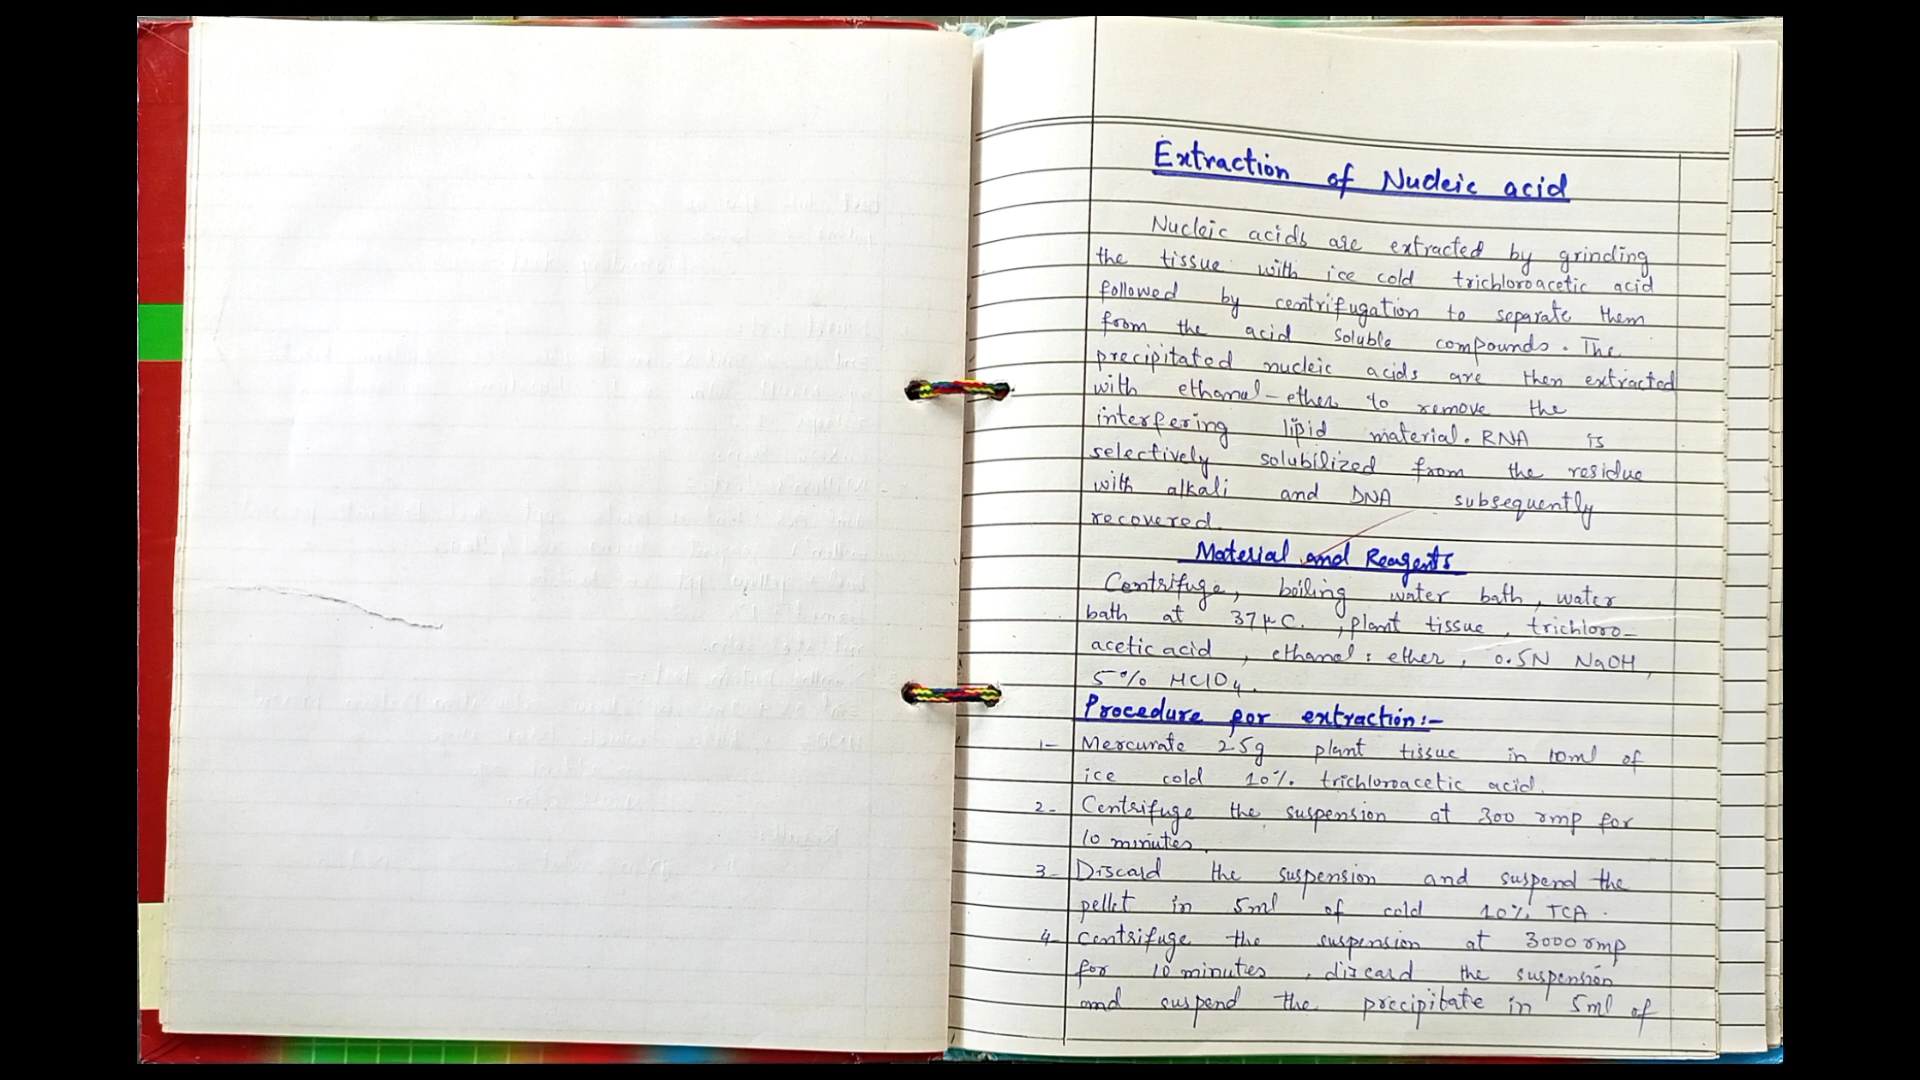 Extraction of Nucleic acid
Nucleic acids are extracted by grinding
the tissue with ice cold trichloroacetic acid
followed by centrifugation to separate them
from the acid soluble compounds. The
precipitated nucleic acids are then extracted
with ethanol-ether to remove the
interfering lipid material. RNA is
selectively solubilized from the residue
with alkali and DNA subsequently
recovered.
Material and Reagents
Centrifuge, boiling water bath, water
bath at 37µC. , plant tissue, trichloro-
acetic acid, ethanol : ether, 0.5N NaOH,
5% HClO4.
Procedure for extraction:-
1- Mercurate 2.5g plant tissue in 10ml of
ice cold 10% trichloroacetic acid.
2- Centrifuge the suspension at 300 rmp for
10 minutes.
3- Discard the suspension and suspend the
pellet in 5ml of cold 10% TCA.
4- Centrifuge the suspension at 3000 rmp
for 10 minutes, discard the suspension
and suspend the precipitate in 5ml of